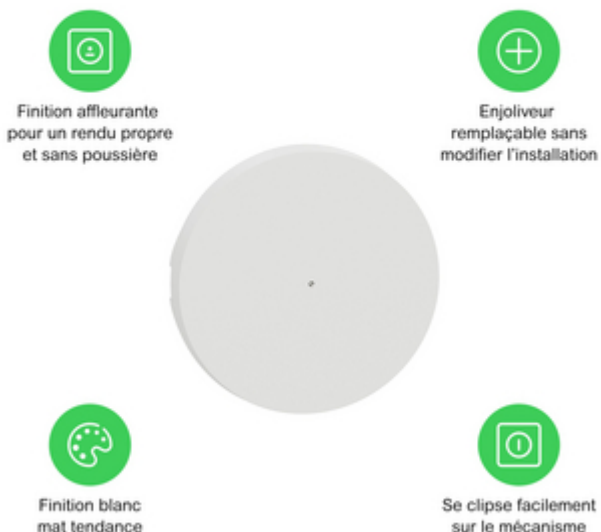 Finition affleurante
pour un rendu propre
et sans poussière
Enjoliveur
remplaçable sans
modifier l'installation
Finition blanc
mat tendance
Se clipse facilement
sur le mécanisme